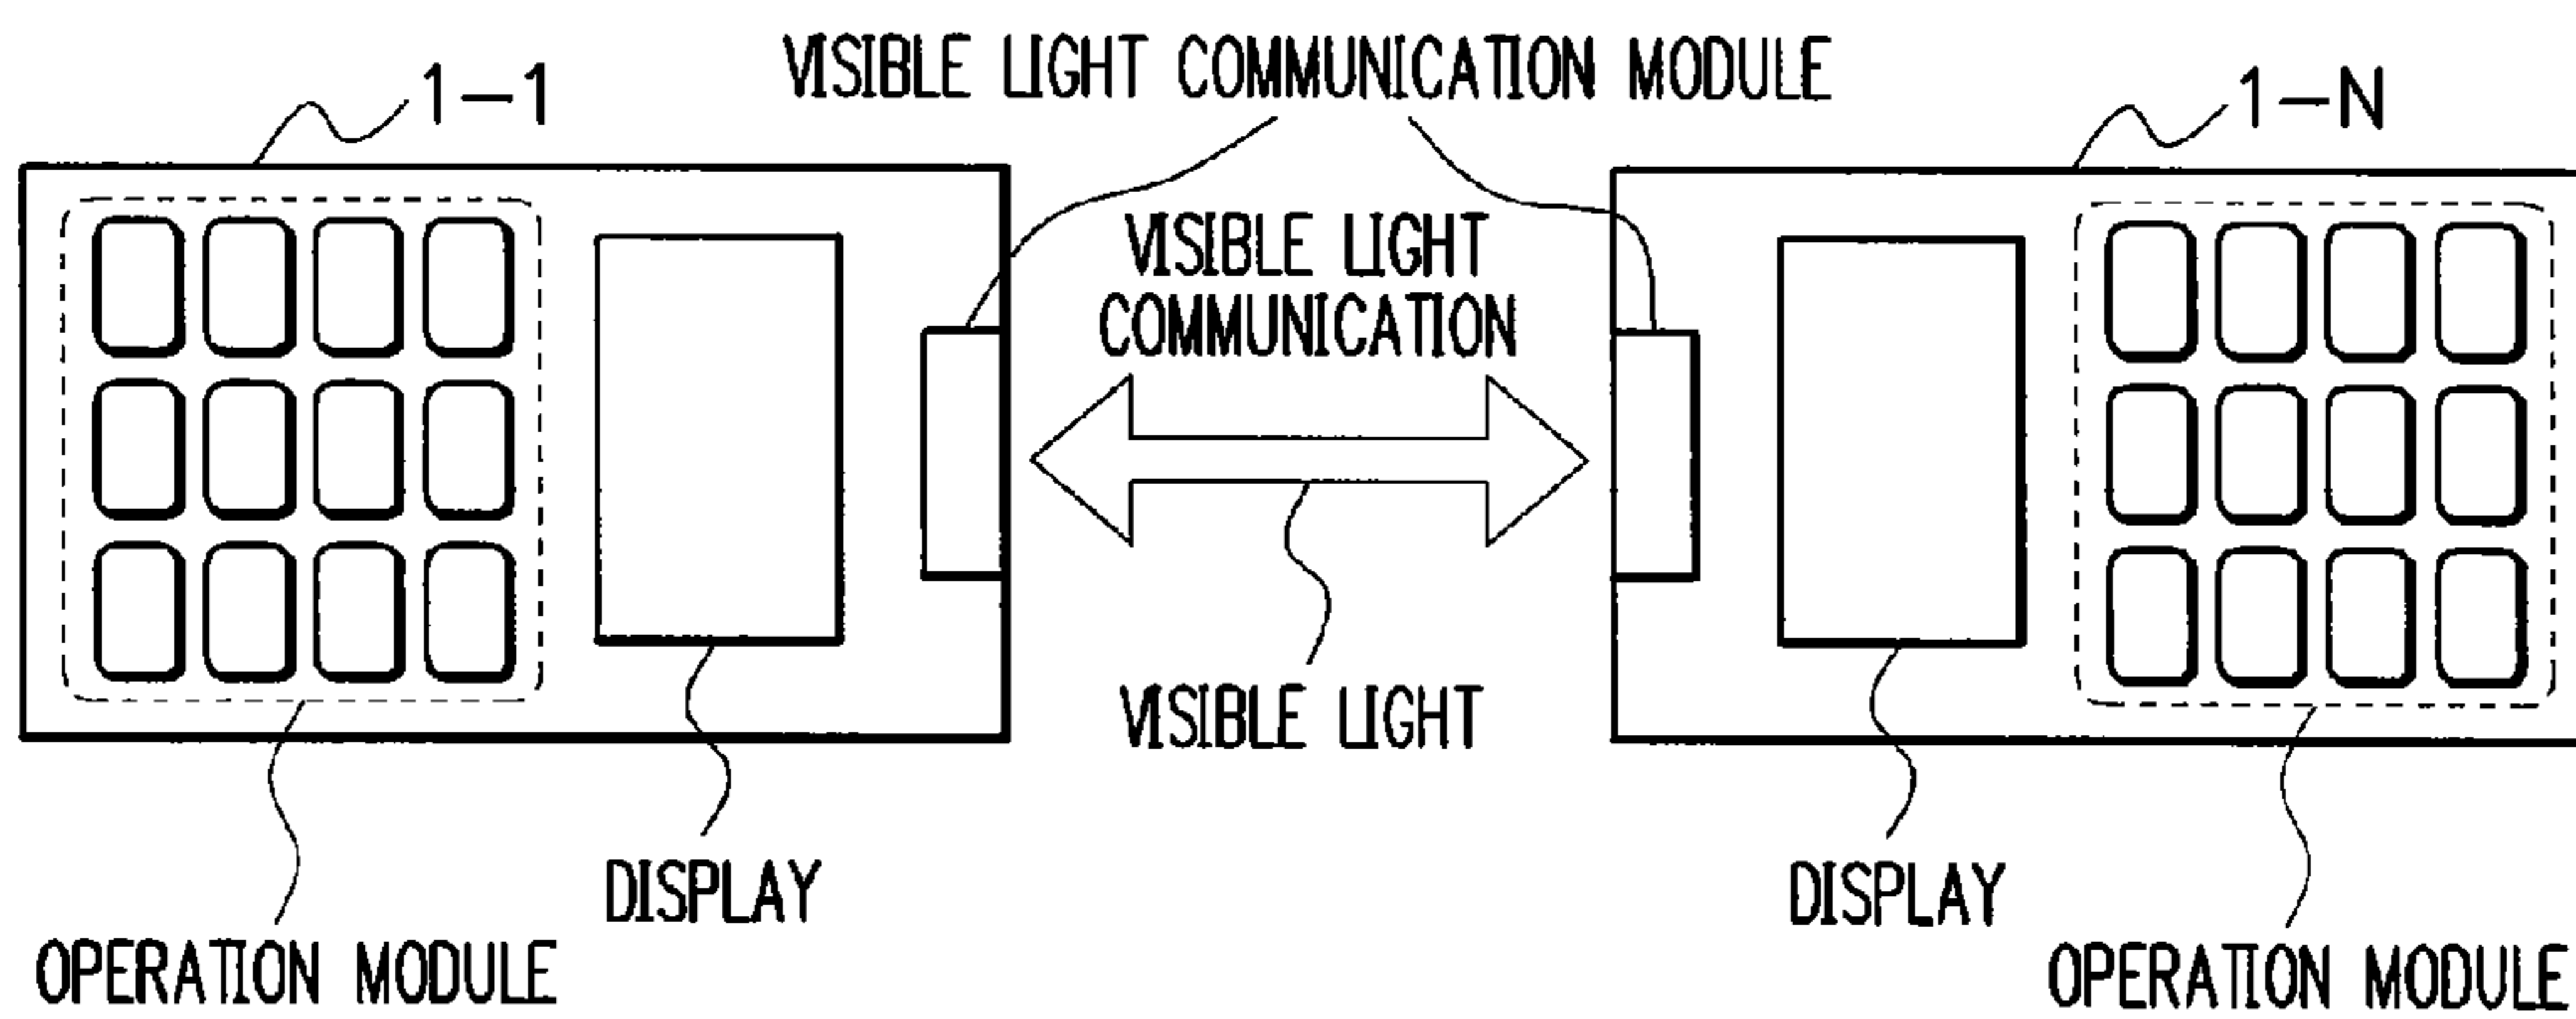 VISIBLE LIGHT COMMUNICATION MODULE
1-1
1-N
VISIBLE LIGHT
COMMUNICATION
VISIBLE LIGHT
DISPLAY
DISPLAY
OPERATION MODULE
OPERATION MODULE